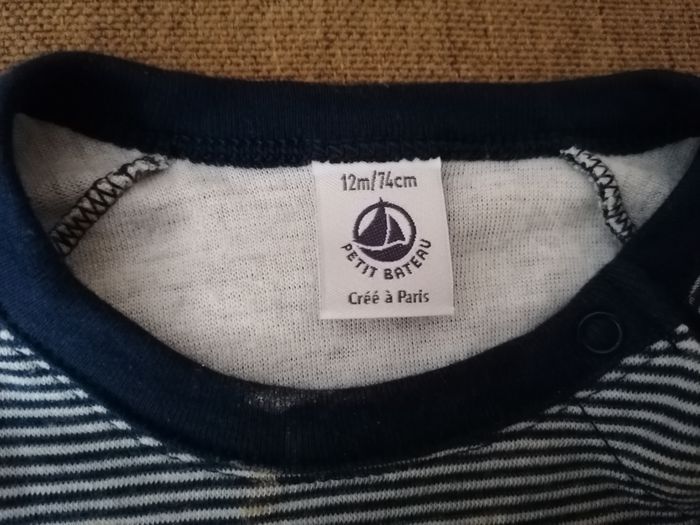 12m/74cm
PETIT BATEAU
Créé à Paris